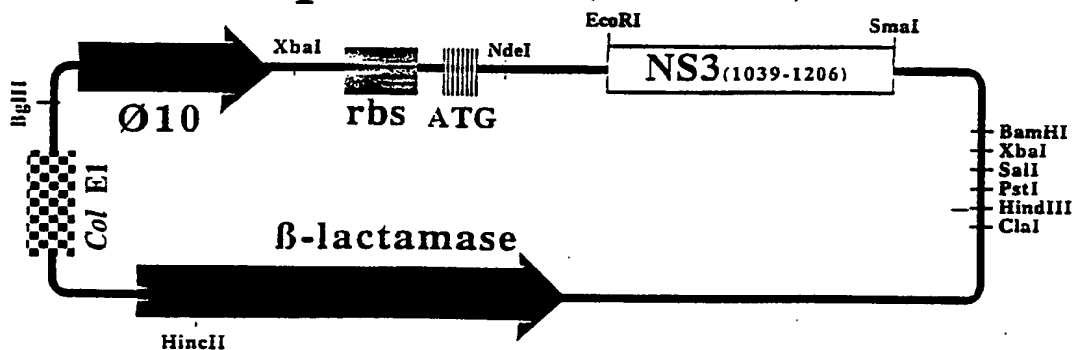 EcoRI
SmaI
XbaI
NdeI
NS3(1039-1206)
BglII
Ø10
rbs
ATG
BamHI
XbaI
SalI
PstI
HindIII
ClaI
Col E1
ß-lactamase
HincII